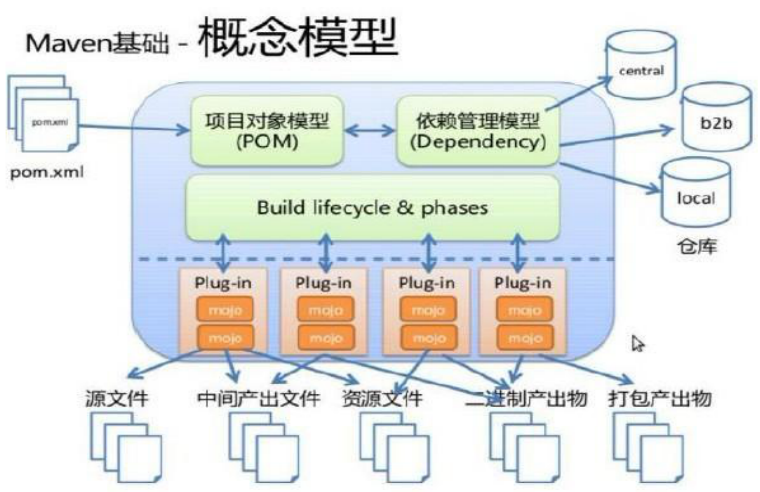 Maven基础 - 概念模型
central
pom.xml
项目对象模型
(POM)
依赖管理模型
(Dependency)
b2b
pom.xml
Build lifecycle & phases
local
仓库
Plug-in
Plug-in
Plug-in
Plug-in
mojo
mojo
mojo
mojo
mojo
mojo
mojo
mojo
源文件
中间产出文件
资源文件
二进制产出物
打包产出物